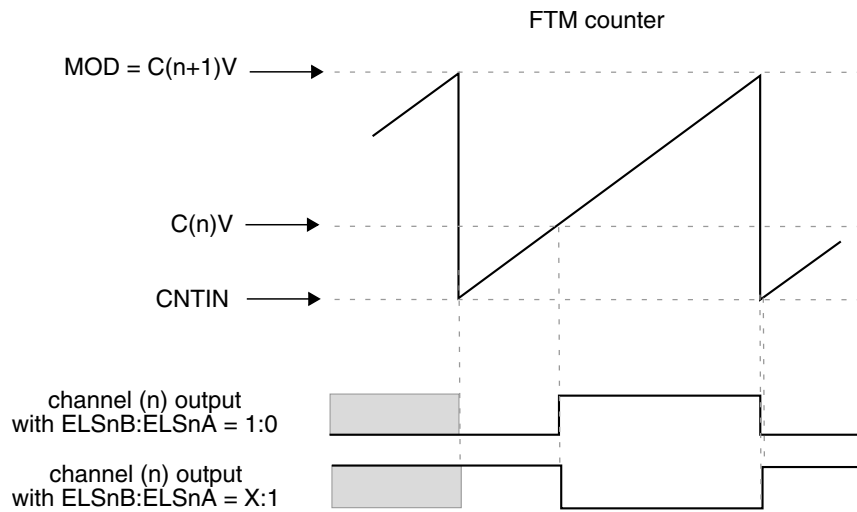 FTM counter
MOD = C(n+1)V
C(n)V
CNTIN
channel (n) output
with ELSnB:ELSnA = 1:0
channel (n) output
with ELSnB:ELSnA = X:1